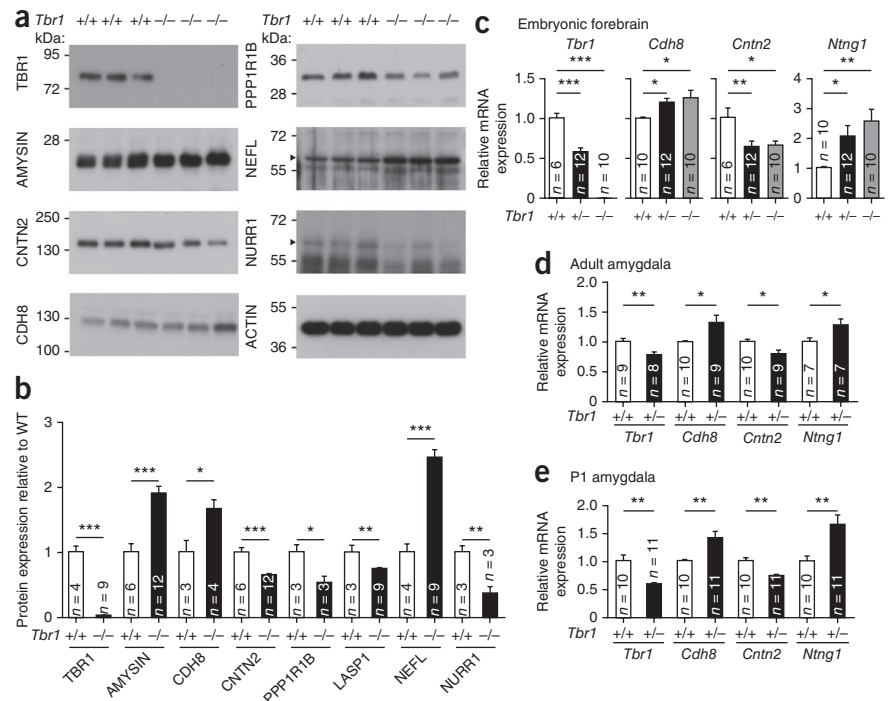 a
Tbr1 +/+ +/+ +/+ –/– –/– –/–
kDa:
TBR1
95
72
AMYSIN
28
CNTN2
250
130
CDH8
130
100
Tbr1 +/+ +/+ +/+ –/– –/– –/–
kDa:
PPP1R1B
36
28
NEFL
72
55
NURR1
72
55
ACTIN
55
36
b
Protein expression relative to WT
3
2
1
0
*** *** * *** * ** *** **
n = 4 n = 9 n = 6 n = 12 n = 3 n = 4 n = 6 n = 12 n = 3 n = 3 n = 3 n = 9 n = 4 n = 9 n = 3 n = 3
Tbr1 +/+ –/– +/+ –/– +/+ –/– +/+ –/– +/+ –/– +/+ –/– +/+ –/– +/+ –/–
TBR1 AMYSIN CDH8 CNTN2 PPP1R1B LASP1 NEFL NURR1
c Embryonic forebrain
Tbr1 Cdh8 Cntn2 Ntng1
Relative mRNA
expression
1.5
1.0
0.5
0
4
3
2
1
0
*** * * **
*** * ** *
n = 6 n = 12 n = 10 n = 10 n = 12 n = 10 n = 6 n = 12 n = 10 n = 10 n = 12 n = 10
Tbr1 +/+ +/– –/– +/+ +/– –/– +/+ +/– –/– +/+ +/– –/–
d Adult amygdala
Relative mRNA
expression
2.0
1.5
1.0
0.5
0
** * * *
n = 9 n = 8 n = 10 n = 9 n = 10 n = 9 n = 7 n = 7
Tbr1 +/+ +/– +/+ +/– +/+ +/– +/+ +/–
Tbr1 Cdh8 Cntn2 Ntng1
e P1 amygdala
Relative mRNA
expression
2.0
1.5
1.0
0.5
0
** ** ** **
n = 10 n = 11 n = 10 n = 11 n = 10 n = 11 n = 10 n = 11
Tbr1 +/+ +/– +/+ +/– +/+ +/– +/+ +/–
Tbr1 Cdh8 Cntn2 Ntng1